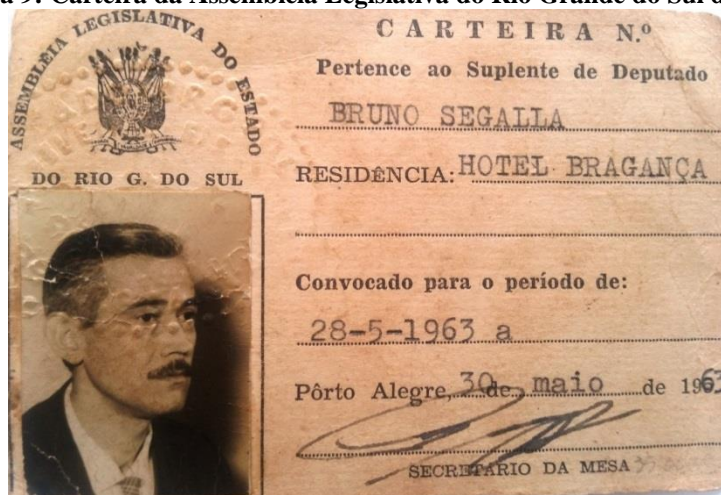 a 9: Carteira da Assembleia Legislativa do Rio Grande do Sul d
ASSEMBLÉIA LEGISLATIVA DO ESTADO
DO RIO G. DO SUL
CARTEIRA N.º
Pertence ao Suplente de Deputado
BRUNO SEGALLA
RESIDÊNCIA: HOTEL BRAGANÇA
Convocado para o período de:
28-5-1963 a
Pôrto Alegre, 30 de maio de 1963
SECRETÁRIO DA MESA